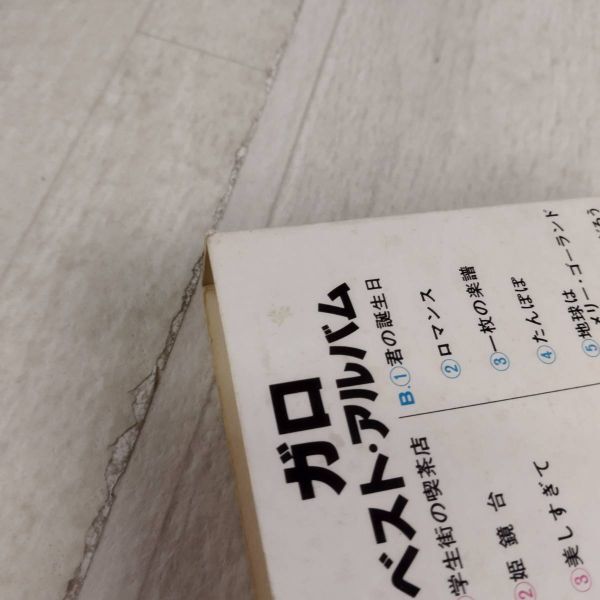 ガロ
ベスト・アルバム
学生街の喫茶店
②姫鏡台
③美しすぎて
B.①君の誕生日
②ロマンス
③一枚の楽譜
④たんぽぽ
⑤地球は
メリー・ゴーランド